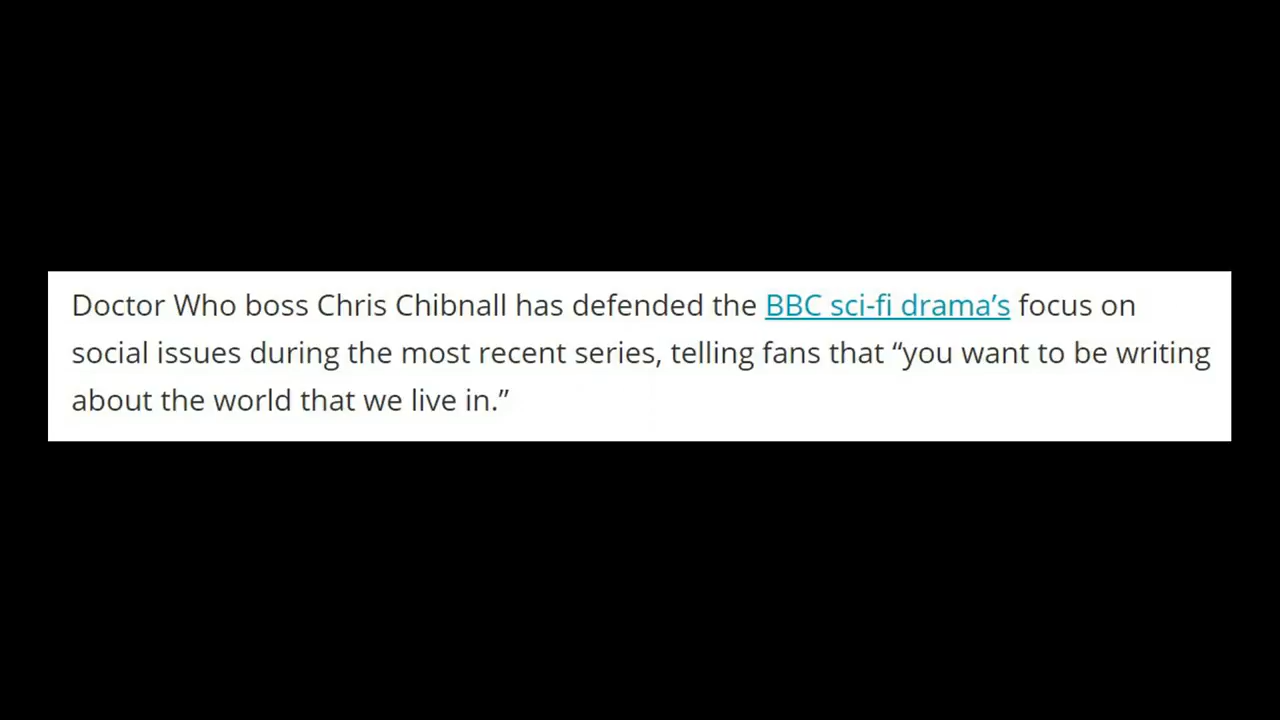 Doctor Who boss Chris Chibnall has defended the BBC sci-fi drama’s focus on
social issues during the most recent series, telling fans that “you want to be writing
about the world that we live in.”